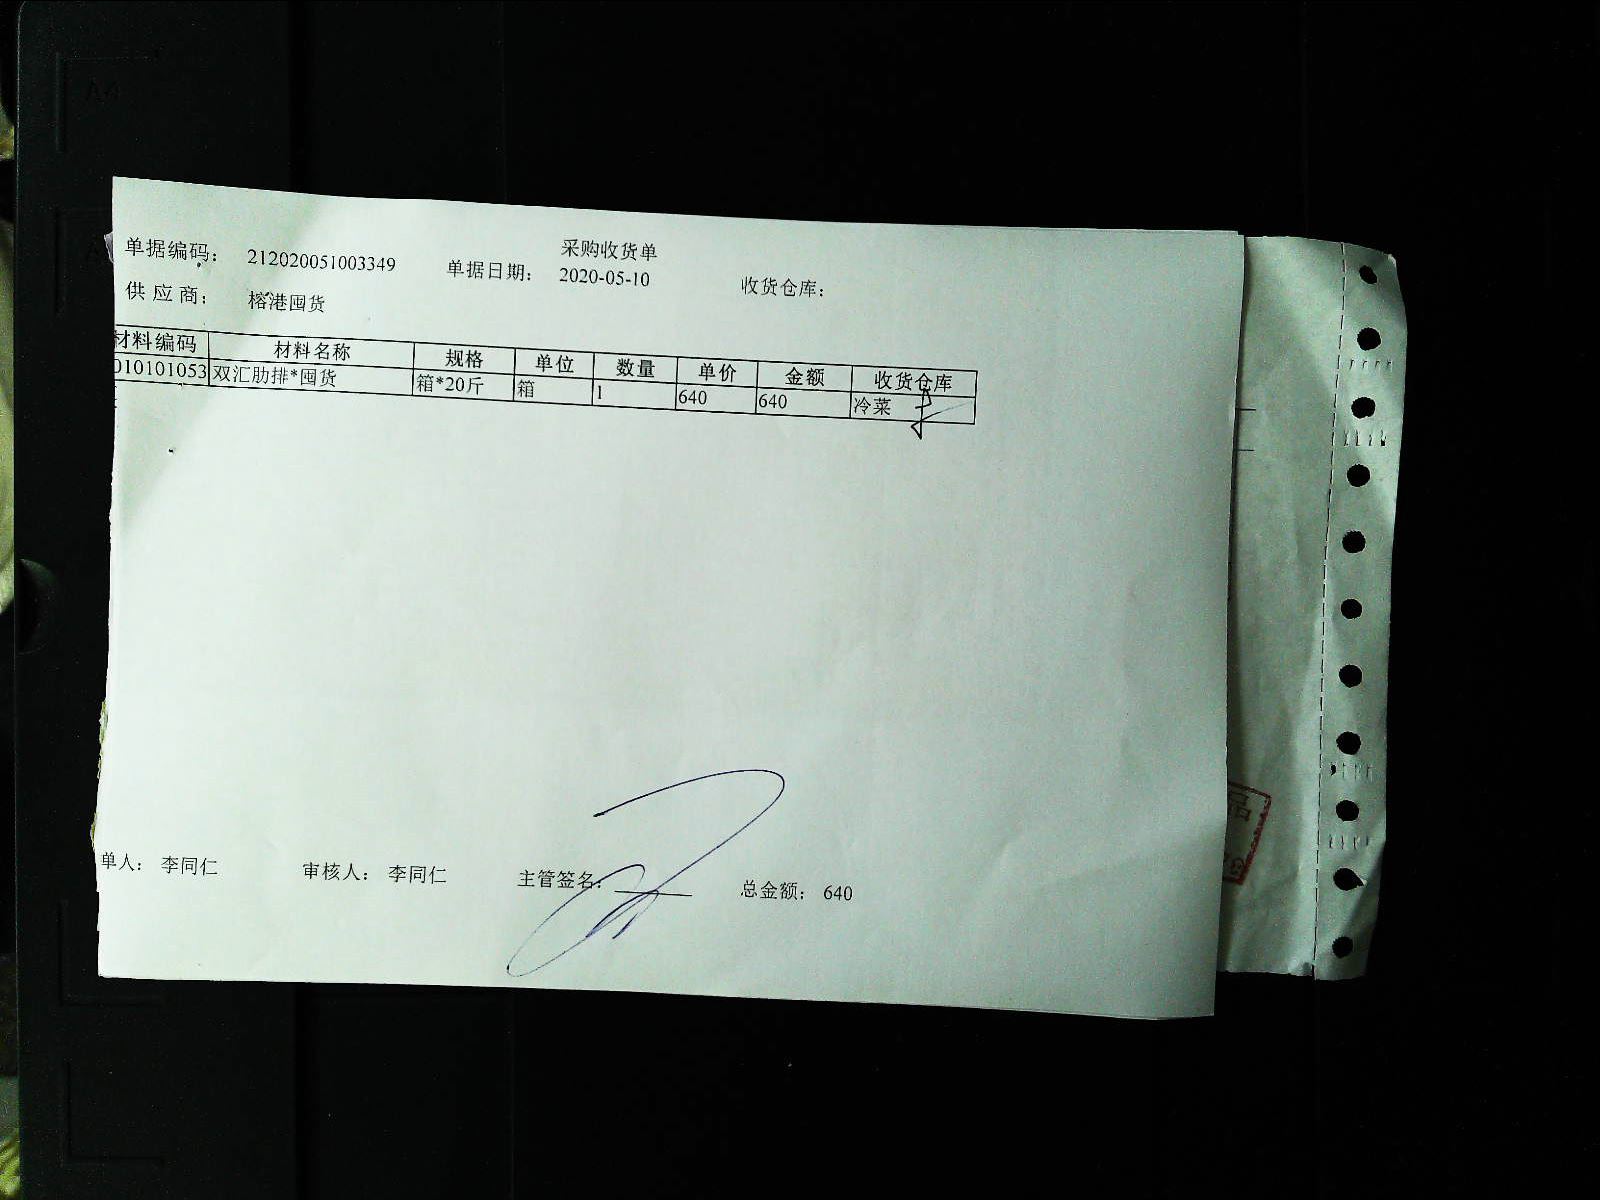 采购收货单
单据编码: 212020051003349 单据日期: 2020-05-10 收货仓库:
供应商: 榕港囤货
材料编码 材料名称 规格 单位 数量 单价 金额 收货仓库
010101053 双汇肋排*囤货 箱*20斤 箱 1 640 640 冷菜
单人: 李同仁 审核人: 李同仁 主管签名: 总金额: 640
品